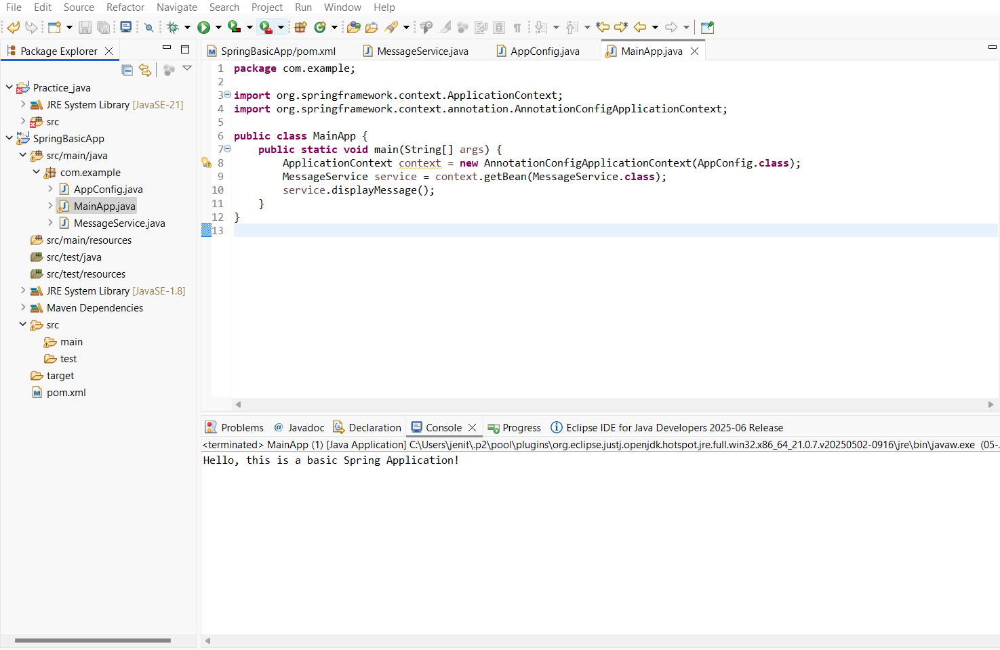 File Edit Source Refactor Navigate Search Project Run Window Help
Package Explorer
SpringBasicApp/pom.xml MessageService.java AppConfig.java MainApp.java
Practice_java
JRE System Library [JavaSE-21]
src
SpringBasicApp
src/main/java
com.example
AppConfig.java
MainApp.java
MessageService.java
src/main/resources
src/test/java
src/test/resources
JRE System Library [JavaSE-1.8]
Maven Dependencies
src
main
test
target
pom.xml
1 package com.example;
2
3 import org.springframework.context.ApplicationContext;
4 import org.springframework.context.annotation.AnnotationConfigApplicationContext;
5
6 public class MainApp {
7     public static void main(String[] args) {
8         ApplicationContext context = new AnnotationConfigApplicationContext(AppConfig.class);
9         MessageService service = context.getBean(MessageService.class);
10         service.displayMessage();
11     }
12 }
13
Problems Javadoc Declaration Console Progress Eclipse IDE for Java Developers 2025-06 Release
<terminated> MainApp (1) [Java Application] C:\Users\jenit\.p2\pool\plugins\org.eclipse.justj.openjdk.hotspot.jre.full.win32.x86_64_21.0.7.v20250502-0916\jre\bin\javaw.exe (05-
Hello, this is a basic Spring Application!